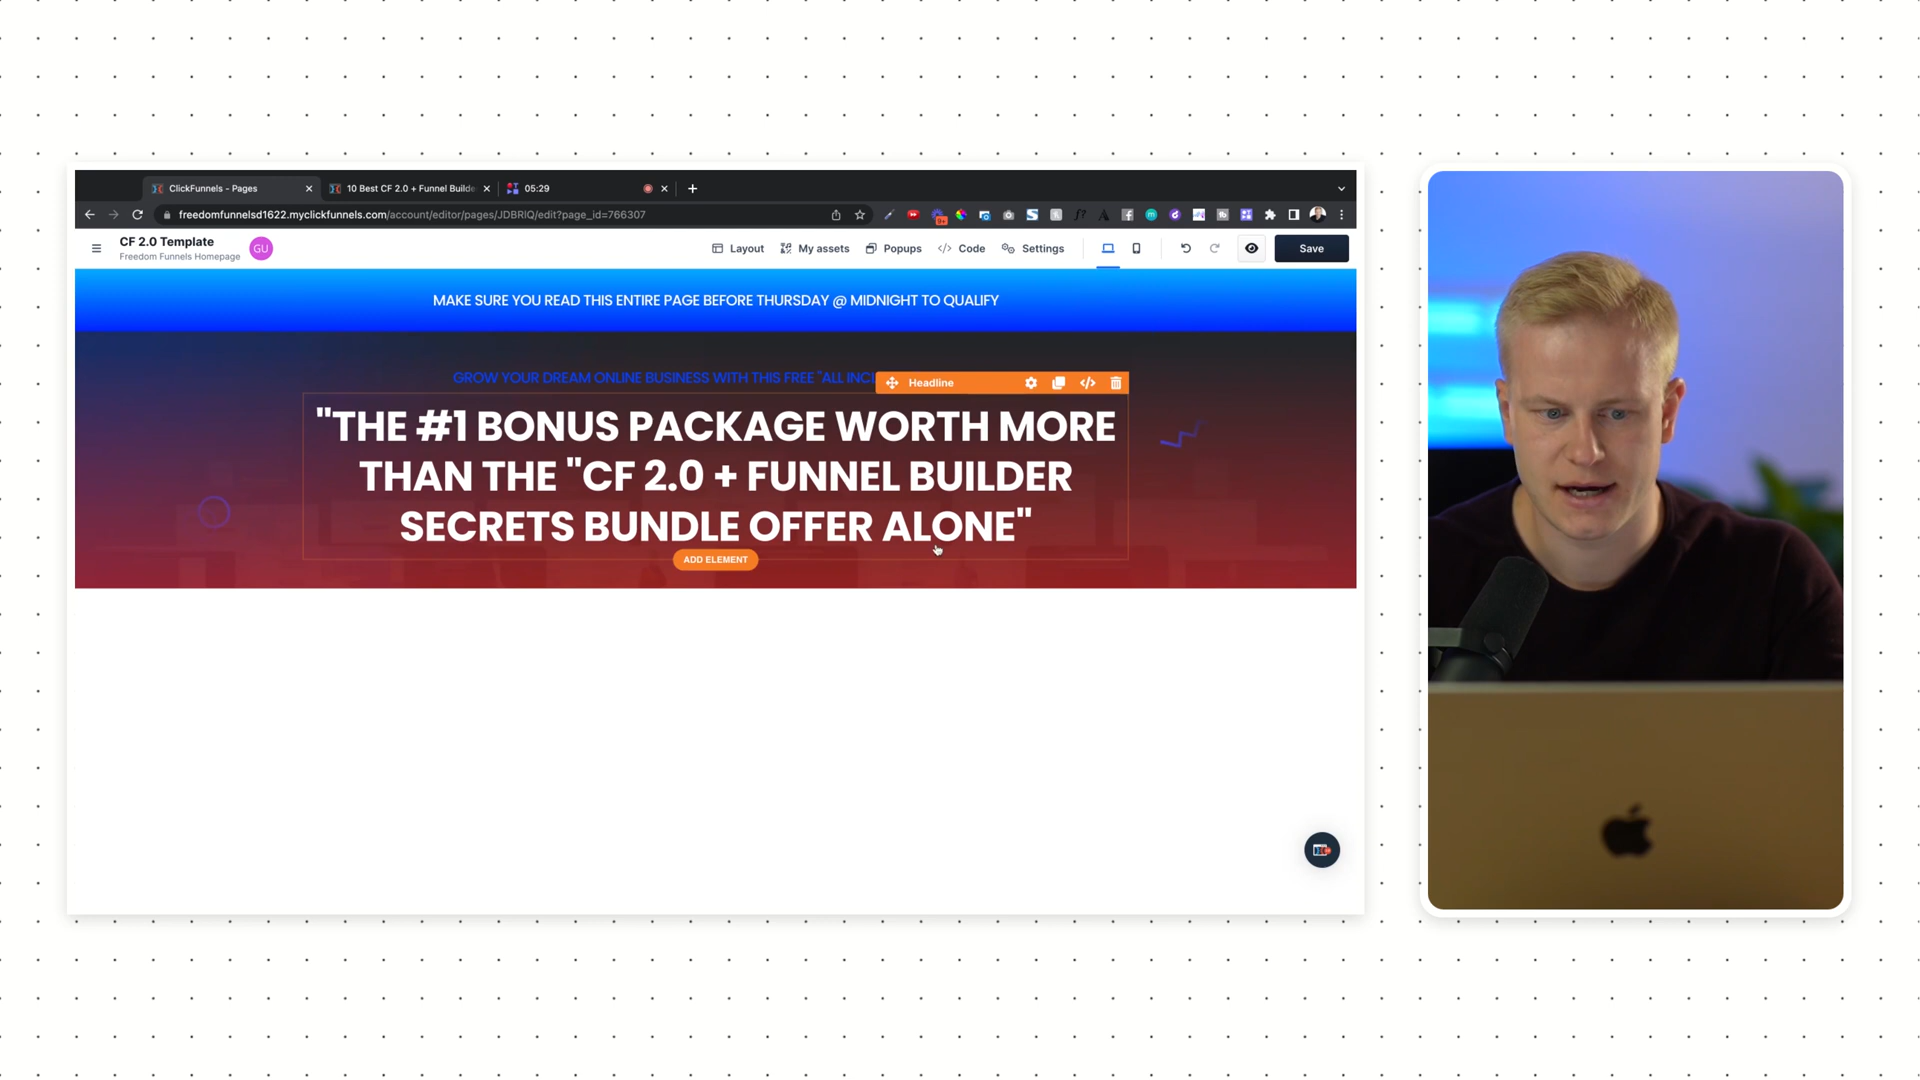 ClickFunnels - Pages
10 Best CF 2.0 + Funnel Builde
05:29
freedomfunnelsd1622.myclickfunnels.com/account/editor/pages/JDBRIQ/edit?page_id=766307
9+
f?
CF 2.0 Template
Freedom Funnels Homepage
GU
Layout
My assets
Popups
Code
Settings
Save
MAKE SURE YOU READ THIS ENTIRE PAGE BEFORE THURSDAY @ MIDNIGHT TO QUALIFY
GROW YOUR DREAM ONLINE BUSINESS WITH THIS FREE "ALL INCL
Headline
"THE #1 BONUS PACKAGE WORTH MORE
THAN THE "CF 2.0 + FUNNEL BUILDER
SECRETS BUNDLE OFFER ALONE"
ADD ELEMENT